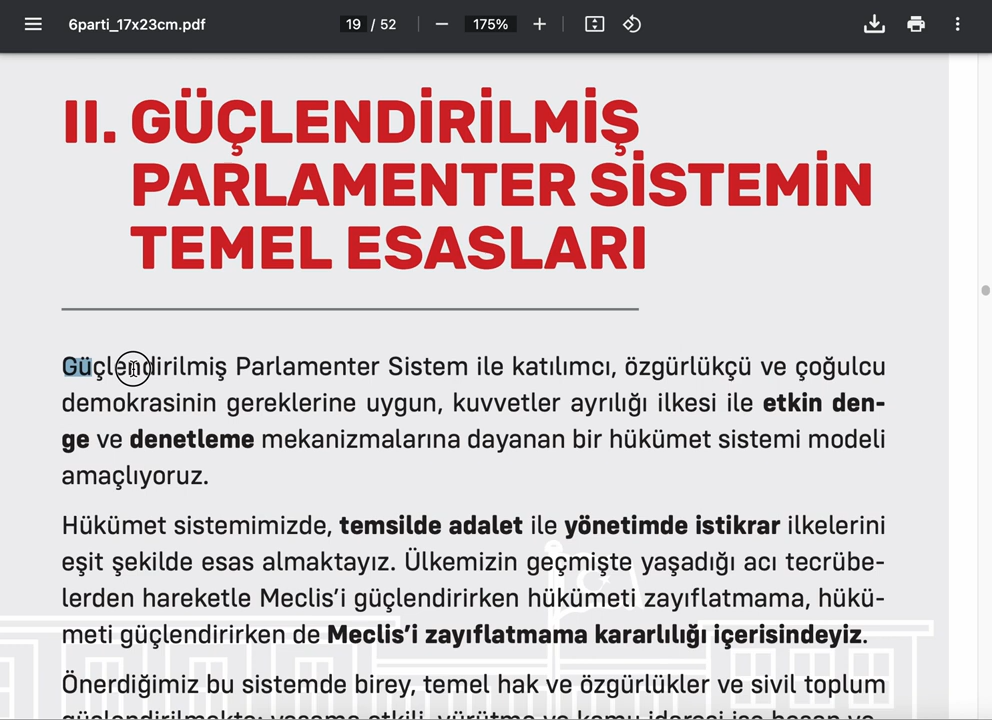 6parti_17x23cm.pdf
19 / 52
175%
II. GÜÇLENDİRİLMİŞ
PARLAMENTER SİSTEMİN
TEMEL ESASLARI
Güçlendirilmiş Parlamenter Sistem ile katılımcı, özgürlükçü ve çoğulcu
demokrasinin gereklerine uygun, kuvvetler ayrılığı ilkesi ile etkin den-
ge ve denetleme mekanizmalarına dayanan bir hükümet sistemi modeli
amaçlıyoruz.
Hükümet sistemimizde, temsilde adalet ile yönetimde istikrar ilkelerini
eşit şekilde esas almaktayız. Ülkemizin geçmişte yaşadığı acı tecrübe-
lerden hareketle Meclis'i güçlendirirken hükümeti zayıflatmama, hükü-
meti güçlendirirken de Meclis'i zayıflatmama kararlılığı içerisindeyiz.
Önerdiğimiz bu sistemde birey, temel hak ve özgürlükler ve sivil toplum